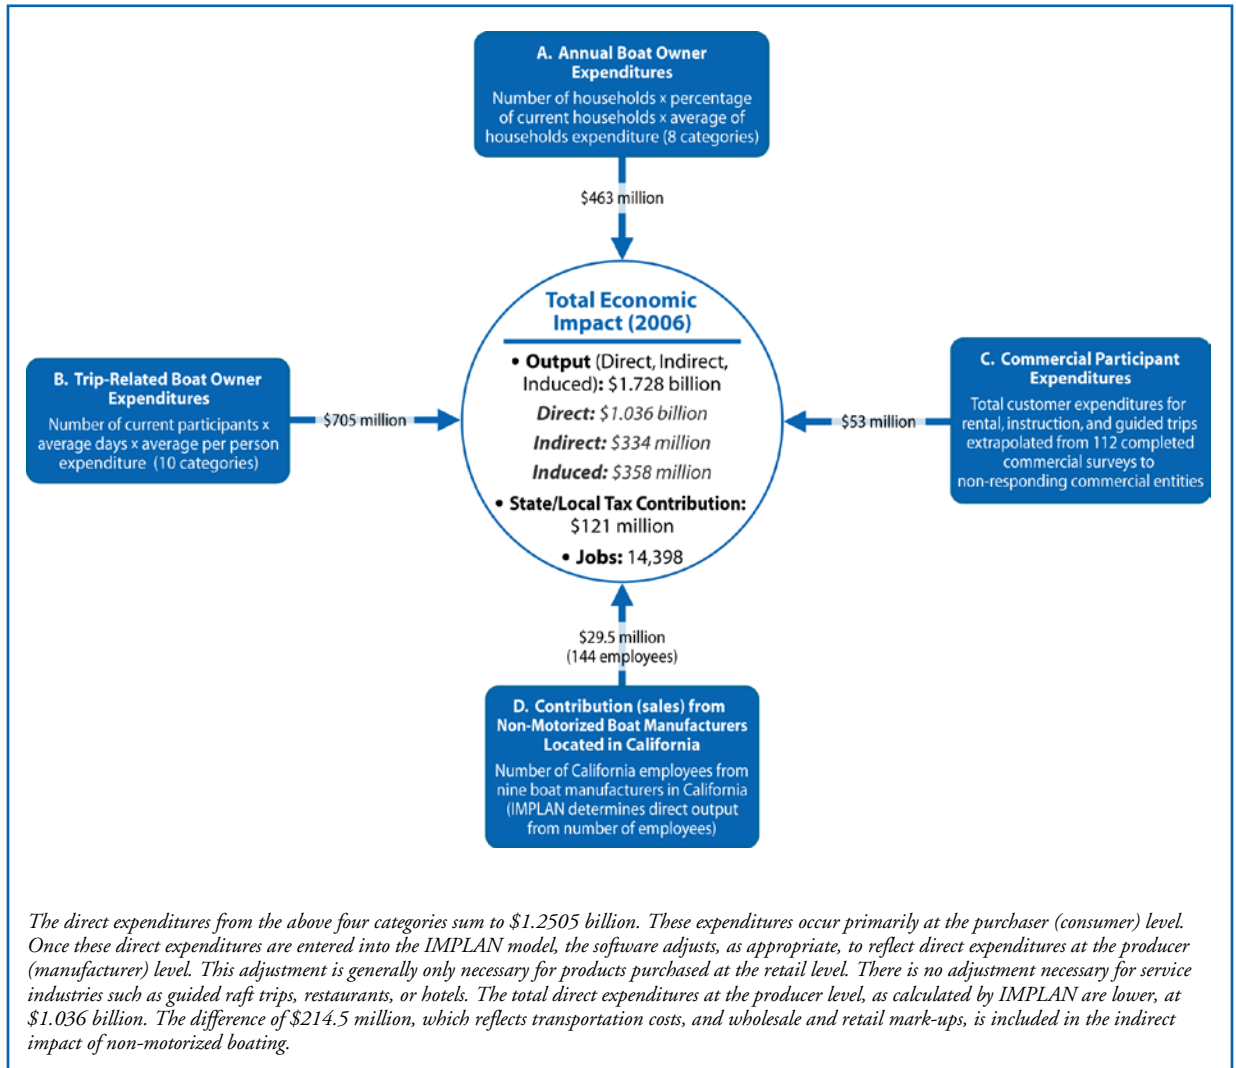 A. Annual Boat Owner
Expenditures
Number of households × percentage
of current households × average of
households expenditure (8 categories)
$463 million
Total Economic
Impact (2006)
• Output (Direct, Indirect,
Induced): $1.728 billion
Direct: $1.036 billion
Indirect: $334 million
Induced: $358 million
• State/Local Tax Contribution:
$121 million
• Jobs: 14,398
B. Trip-Related Boat Owner
Expenditures
Number of current participants ×
average days × average per person
expenditure (10 categories)
$705 million
C. Commercial Participant
Expenditures
Total customer expenditures for
rental, instruction, and guided trips
extrapolated from 112 completed
commercial surveys to
non-responding commercial entities
$53 million
$29.5 million
(144 employees)
D. Contribution (sales) from
Non-Motorized Boat Manufacturers
Located in California
Number of California employees from
nine boat manufacturers in California
(IMPLAN determines direct output
from number of employees)
The direct expenditures from the above four categories sum to $1.2505 billion. These expenditures occur primarily at the purchaser (consumer) level.
Once these direct expenditures are entered into the IMPLAN model, the software adjusts, as appropriate, to reflect direct expenditures at the producer
(manufacturer) level. This adjustment is generally only necessary for products purchased at the retail level. There is no adjustment necessary for service
industries such as guided raft trips, restaurants, or hotels. The total direct expenditures at the producer level, as calculated by IMPLAN are lower, at
$1.036 billion. The difference of $214.5 million, which reflects transportation costs, and wholesale and retail mark-ups, is included in the indirect
impact of non-motorized boating.